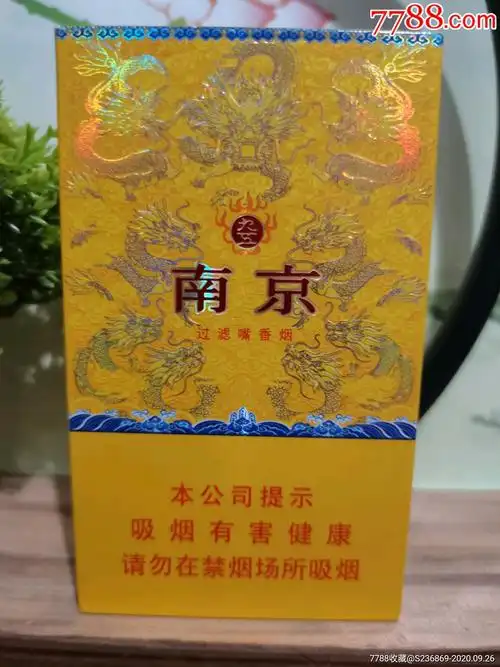 7788.com
九五
南京
过滤嘴香烟
本公司提示
吸烟有害健康
请勿在禁烟场所吸烟
7788收藏@S236869-2020.09.26